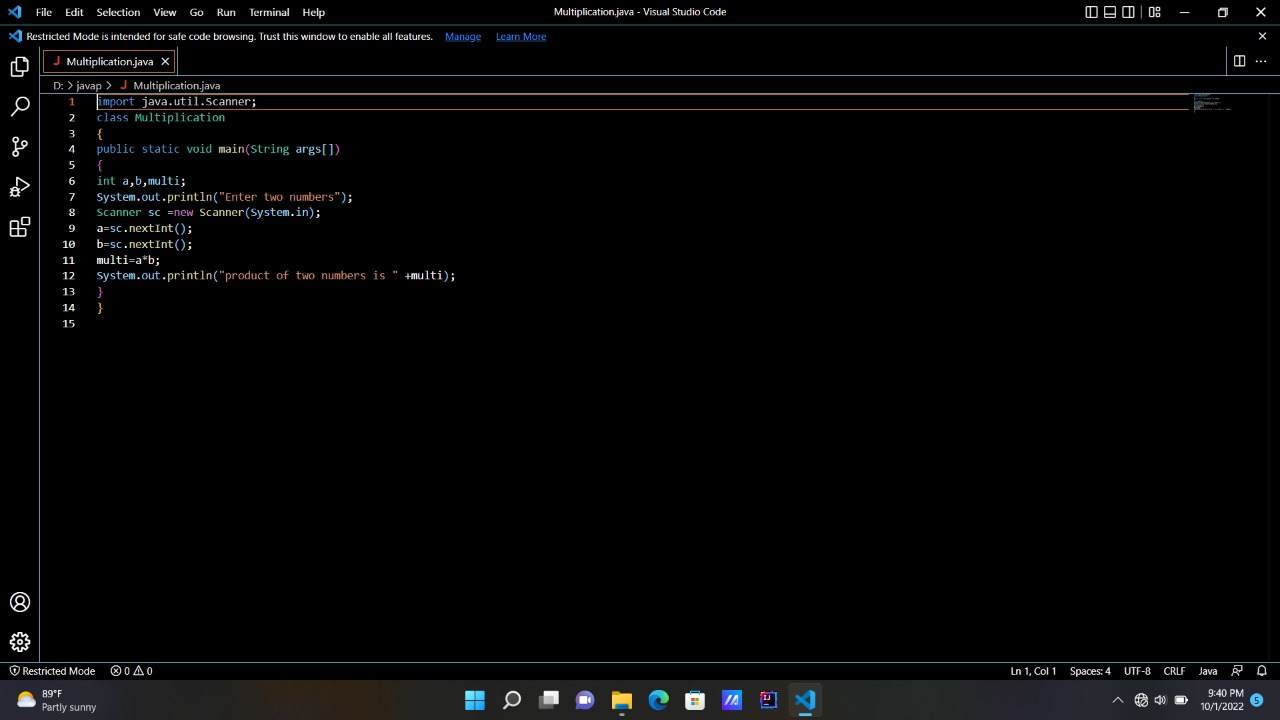 File Edit Selection View Go Run Terminal Help Multiplication.java - Visual Studio Code
Restricted Mode is intended for safe code browsing. Trust this window to enable all features. Manage Learn More
J Multiplication.java
D: > javap > J Multiplication.java
1 import java.util.Scanner;
2 class Multiplication
3 {
4 public static void main(String args[])
5 {
6 int a,b,multi;
7 System.out.println("Enter two numbers");
8 Scanner sc =new Scanner(System.in);
9 a=sc.nextInt();
10 b=sc.nextInt();
11 multi=a*b;
12 System.out.println("product of two numbers is " +multi);
13 }
14 }
15
Restricted Mode 0 0 Ln 1, Col 1 Spaces: 4 UTF-8 CRLF Java
89°F
Partly sunny
9:40 PM
10/1/2022 5